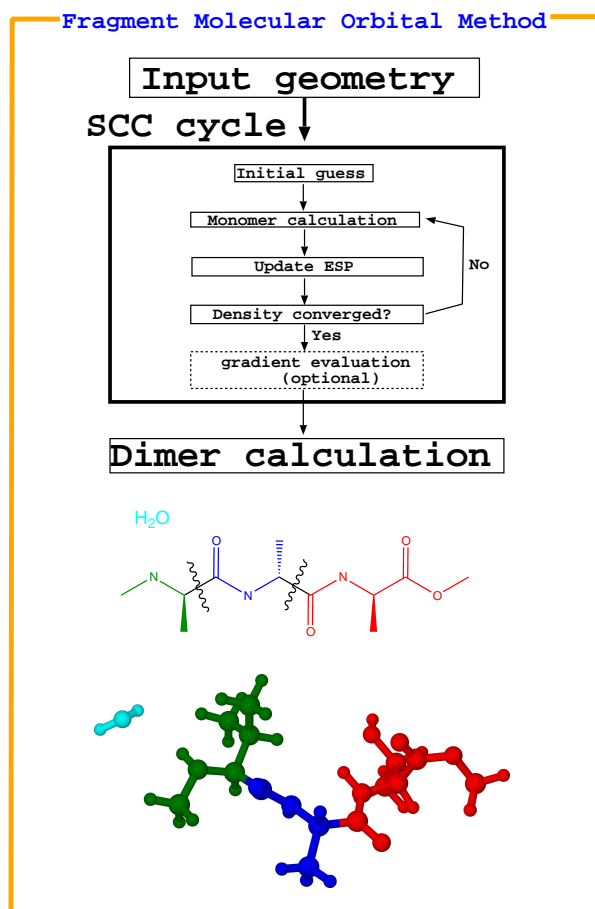 Fragment Molecular Orbital Method
Input geometry
SCC cycle
Initial guess
Monomer calculation
Update ESP
No
Density converged?
Yes
gradient evaluation
(optional)
Dimer calculation
H₂O
O
O
N
N
N
O
O